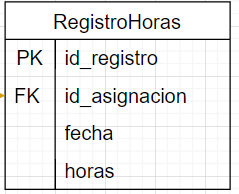 RegistroHoras
PK id_registro
FK id_asignacion
fecha
horas